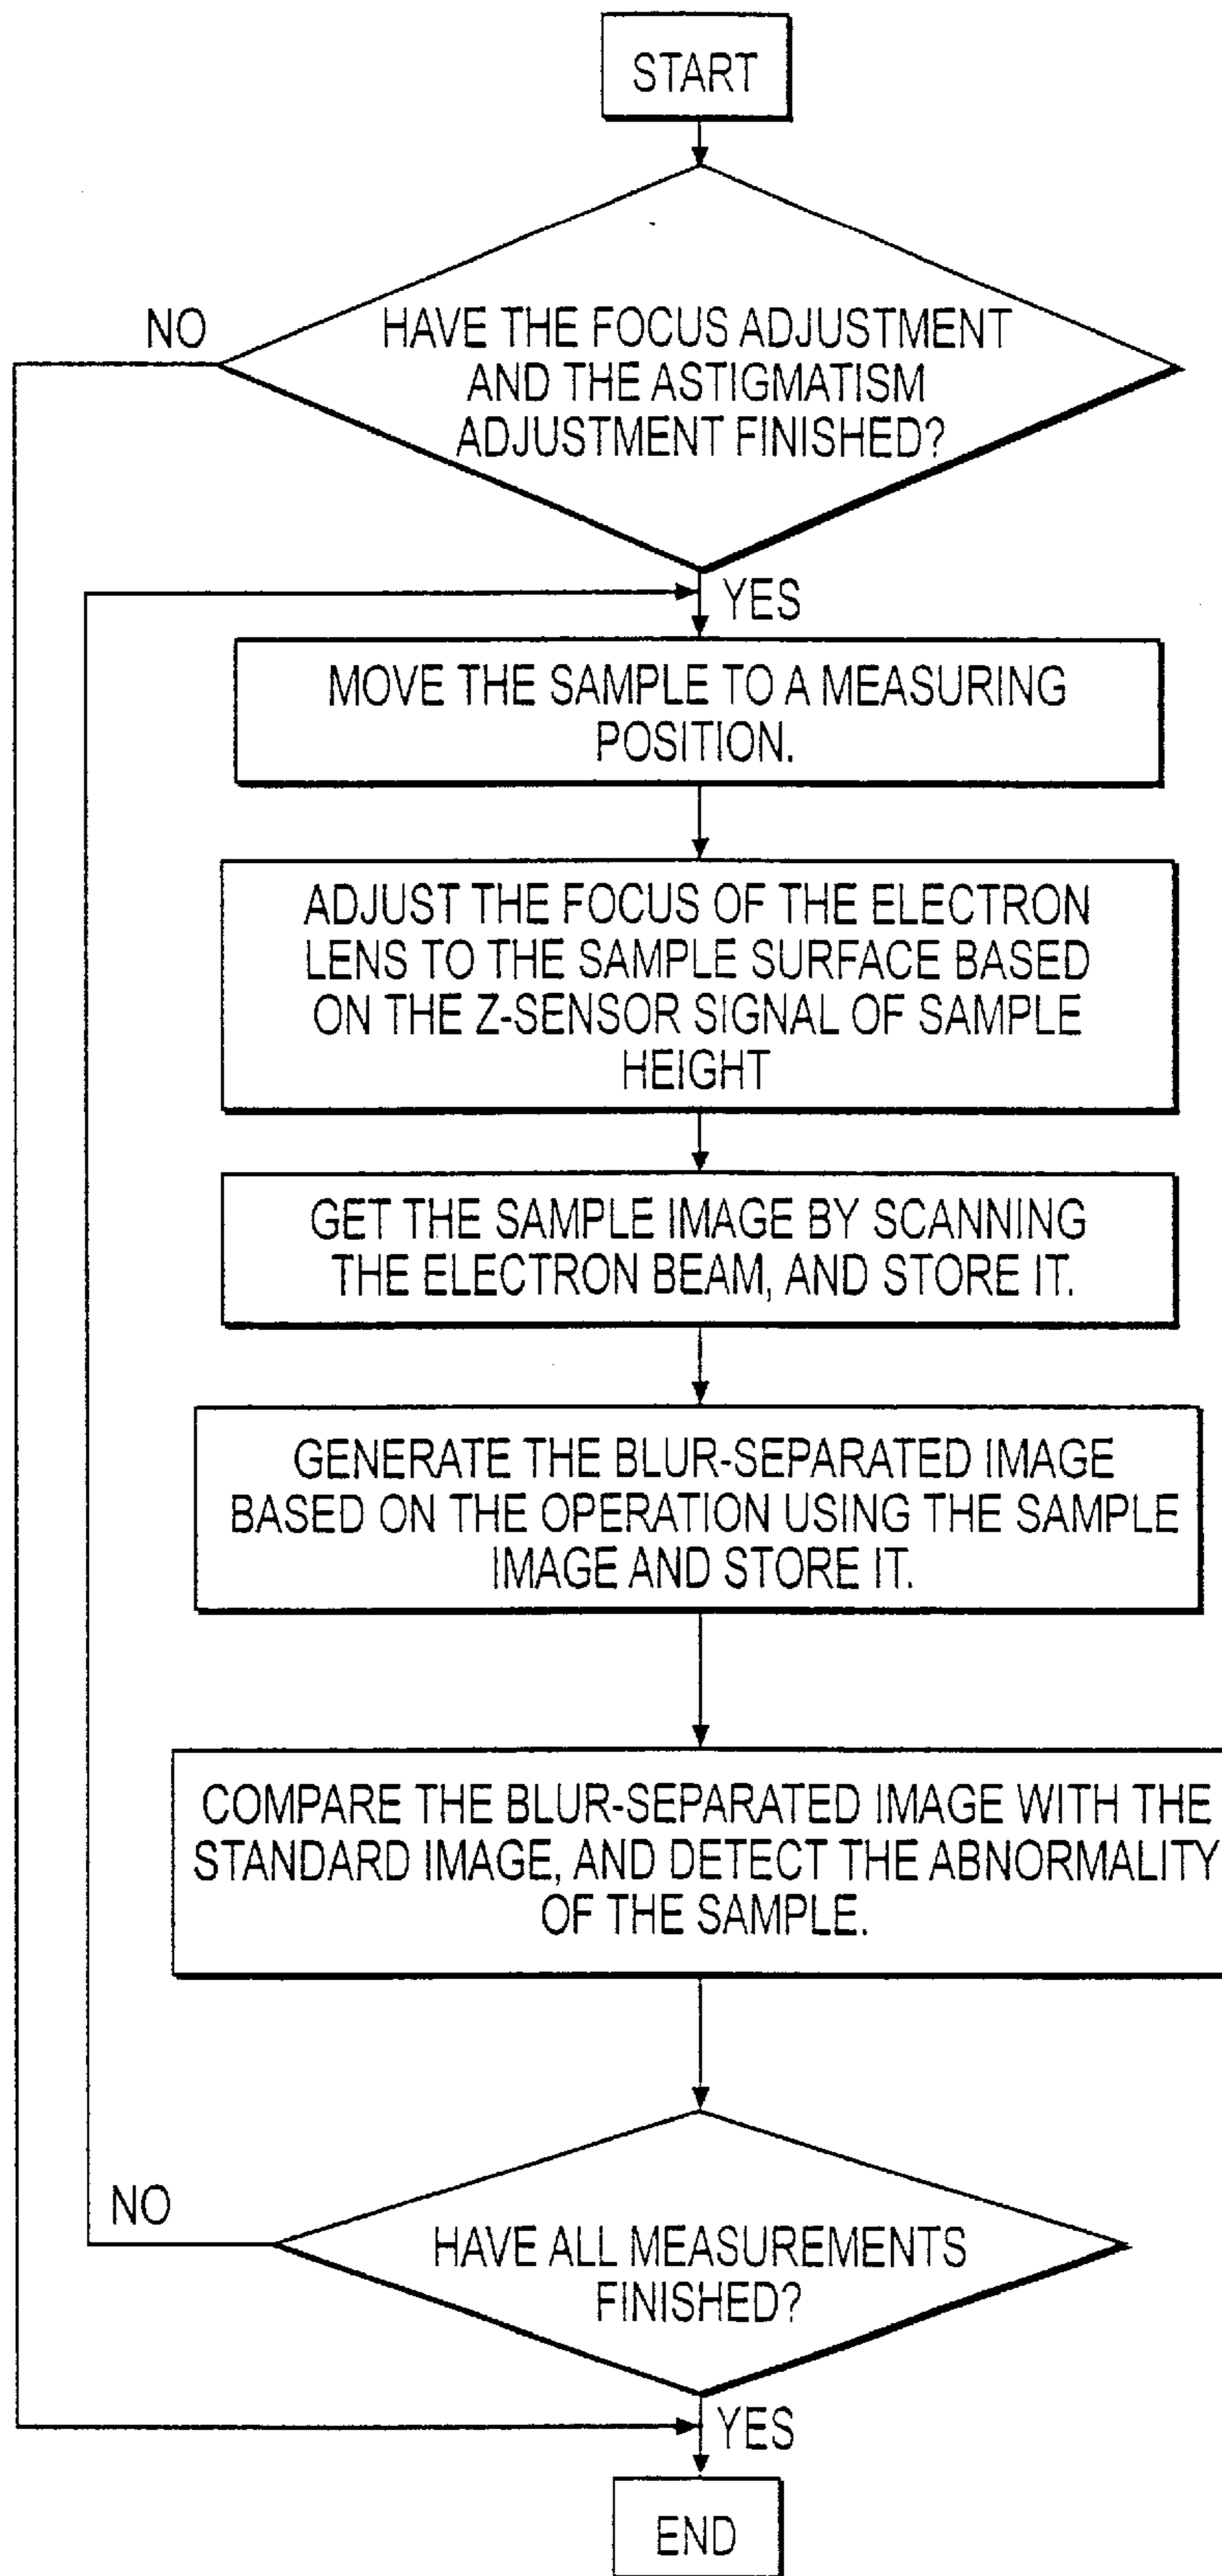 START
NO
HAVE THE FOCUS ADJUSTMENT
AND THE ASTIGMATISM
ADJUSTMENT FINISHED?
YES
MOVE THE SAMPLE TO A MEASURING
POSITION.
ADJUST THE FOCUS OF THE ELECTRON
LENS TO THE SAMPLE SURFACE BASED
ON THE Z-SENSOR SIGNAL OF SAMPLE
HEIGHT
GET THE SAMPLE IMAGE BY SCANNING
THE ELECTRON BEAM, AND STORE IT.
GENERATE THE BLUR-SEPARATED IMAGE
BASED ON THE OPERATION USING THE SAMPLE
IMAGE AND STORE IT.
COMPARE THE BLUR-SEPARATED IMAGE WITH THE
STANDARD IMAGE, AND DETECT THE ABNORMALITY
OF THE SAMPLE.
NO
HAVE ALL MEASUREMENTS
FINISHED?
YES
END